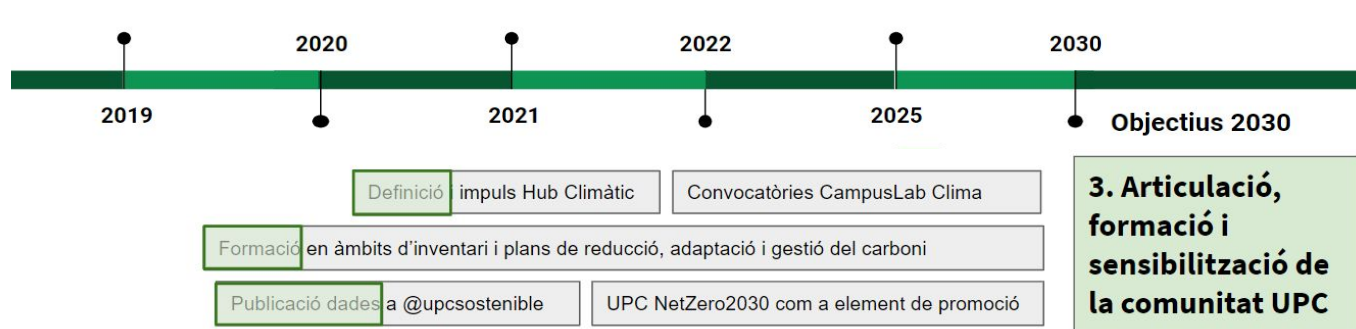 2020
2022
2030
2019
2021
2025
Objectius 2030
Definició i impuls Hub Climàtic
Convocatòries CampusLab Clima
Formació en àmbits d'inventari i plans de reducció, adaptació i gestió del carboni
Publicació dades a @upcsostenible
UPC NetZero2030 com a element de promoció
3. Articulació,
formació i
sensibilització de
la comunitat UPC